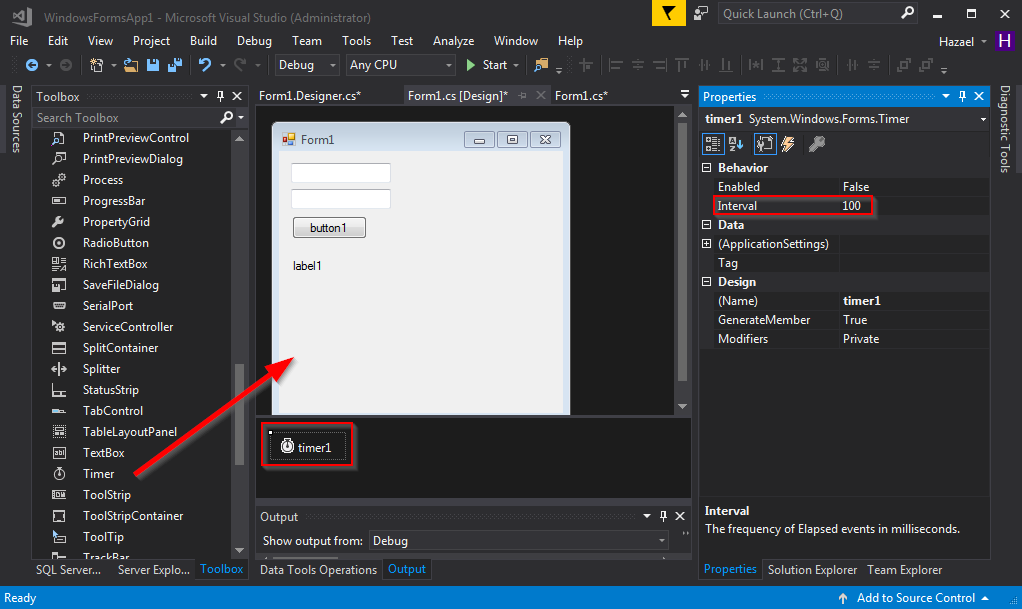 WindowsFormsApp1 - Microsoft Visual Studio (Administrator)
Quick Launch (Ctrl+Q)
File Edit View Project Build Debug Team Tools Test Analyze Window Help
Hazael H
Debug Any CPU Start
Data Sources
Toolbox
Search Toolbox
PrintPreviewControl
PrintPreviewDialog
Process
ProgressBar
PropertyGrid
RadioButton
RichTextBox
SaveFileDialog
SerialPort
ServiceController
SplitContainer
Splitter
StatusStrip
TabControl
TableLayoutPanel
TextBox
Timer
ToolStrip
ToolStripContainer
ToolTip
TrackBar
SQL Server... Server Explo... Toolbox
Form1.Designer.cs* Form1.cs [Design]* Form1.cs*
Form1
button1
label1
timer1
Output
Show output from: Debug
Data Tools Operations Output
Properties
timer1 System.Windows.Forms.Timer
Behavior
Enabled False
Interval 100
Data
(ApplicationSettings)
Tag
Design
(Name) timer1
GenerateMember True
Modifiers Private
Interval
The frequency of Elapsed events in milliseconds.
Properties Solution Explorer Team Explorer
Diagnostic Tools
Ready
Add to Source Control